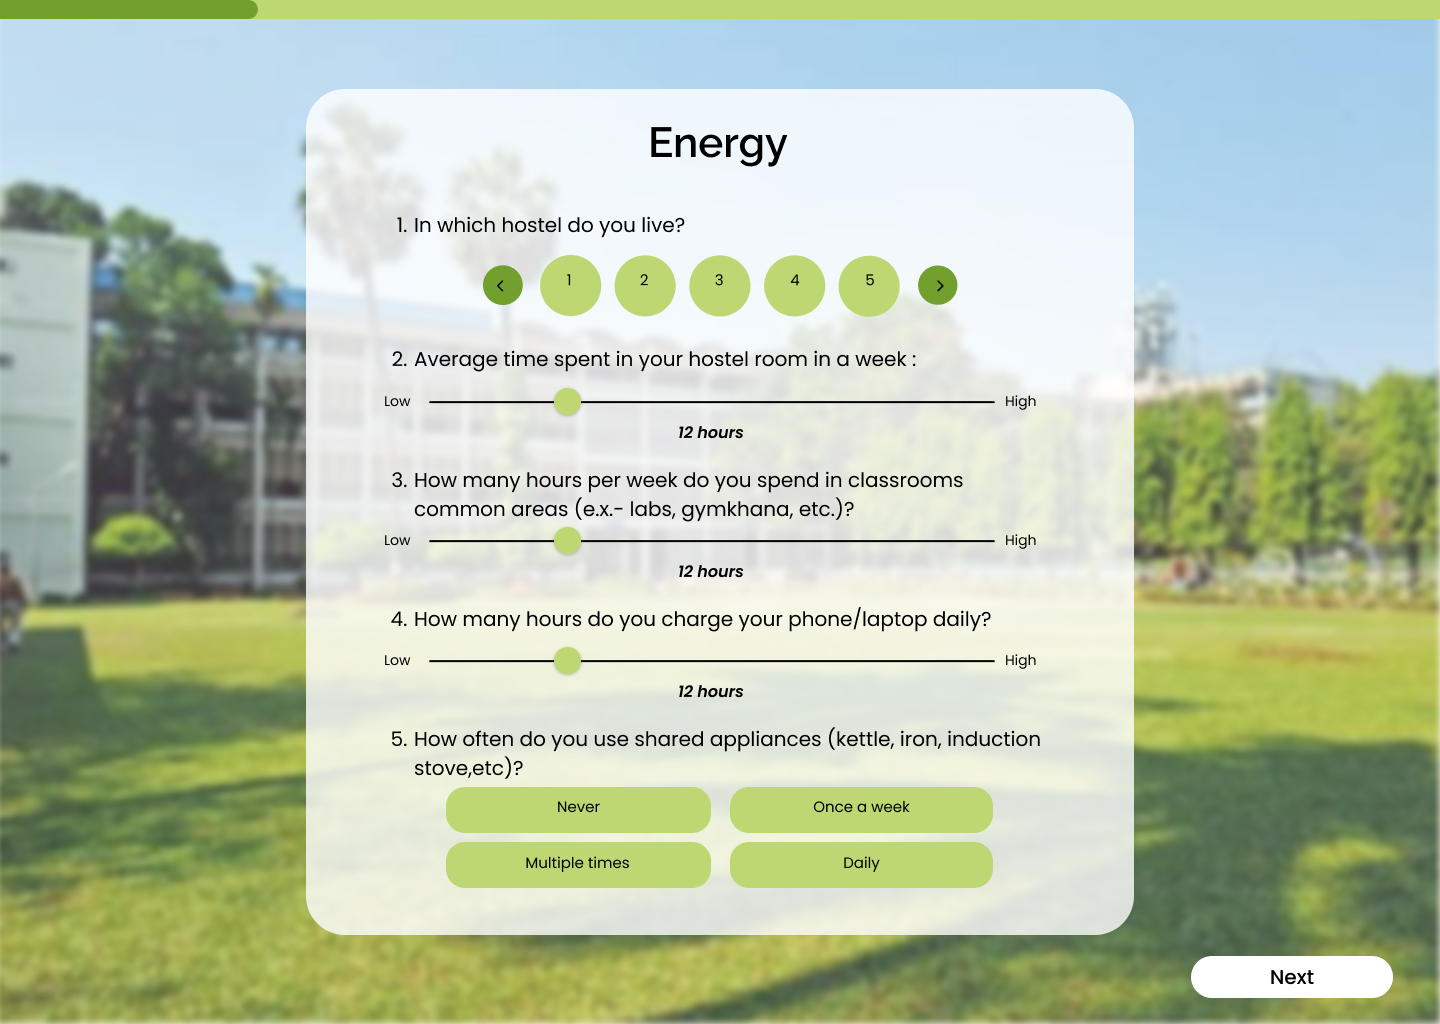 Energy
1. In which hostel do you live?
1 2 3 4 5
2. Average time spent in your hostel room in a week :
Low High
12 hours
3. How many hours per week do you spend in classrooms
common areas (e.x.- labs, gymkhana, etc.)?
Low High
12 hours
4. How many hours do you charge your phone/laptop daily?
Low High
12 hours
5. How often do you use shared appliances (kettle, iron, induction
stove,etc)?
Never Once a week
Multiple times Daily
Next